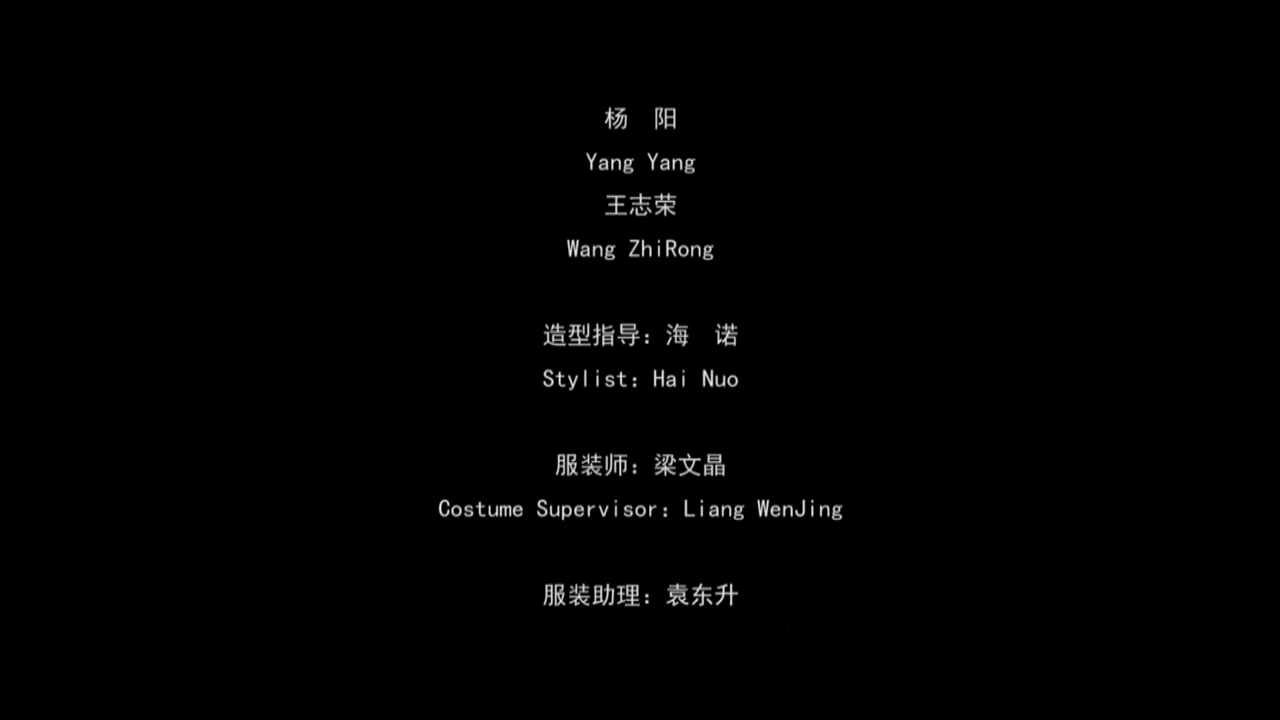 杨　阳
Yang Yang
王志荣
Wang ZhiRong
造型指导：海　诺
Stylist：Hai Nuo
服装师：梁文晶
Costume Supervisor：Liang WenJing
服装助理：袁东升